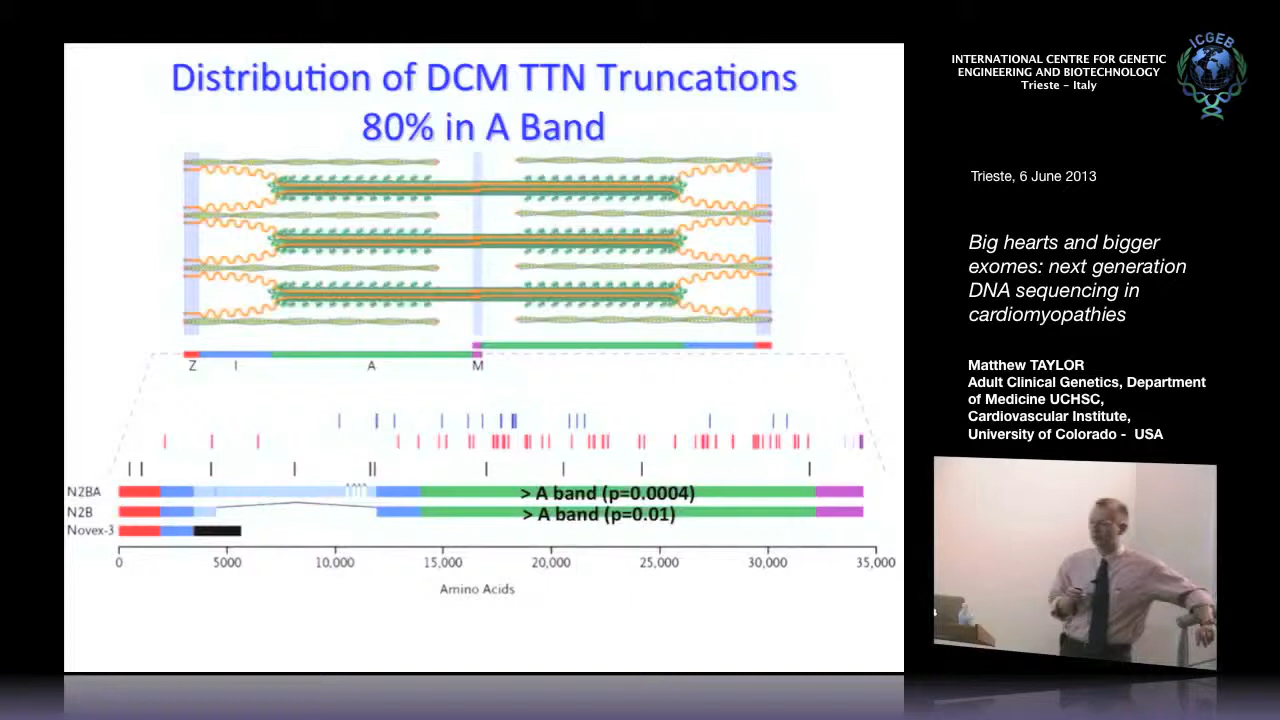 Distribution of DCM TTN Truncations
80% in A Band
Z I A M
N2BA
> A band (p=0.0004)
N2B
> A band (p=0.01)
Novex-3
0 5000 10,000 15,000 20,000 25,000 30,000 35,000
Amino Acids
INTERNATIONAL CENTRE FOR GENETIC
ENGINEERING AND BIOTECHNOLOGY
Trieste - Italy
ICGEB
Trieste, 6 June 2013
Big hearts and bigger
exomes: next generation
DNA sequencing in
cardiomyopathies
Matthew TAYLOR
Adult Clinical Genetics, Department
of Medicine UCHSC,
Cardiovascular Institute,
University of Colorado - USA